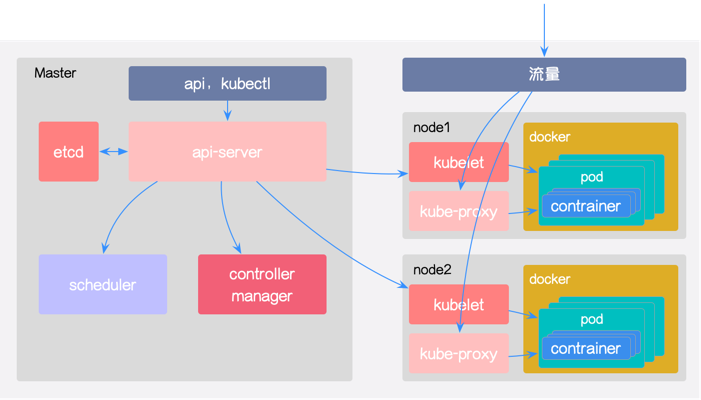 Master
api，kubectl
etcd
api-server
scheduler
controller
manager
流量
node1
kubelet
kube-proxy
docker
pod
contrainer
node2
kubelet
kube-proxy
docker
pod
contrainer